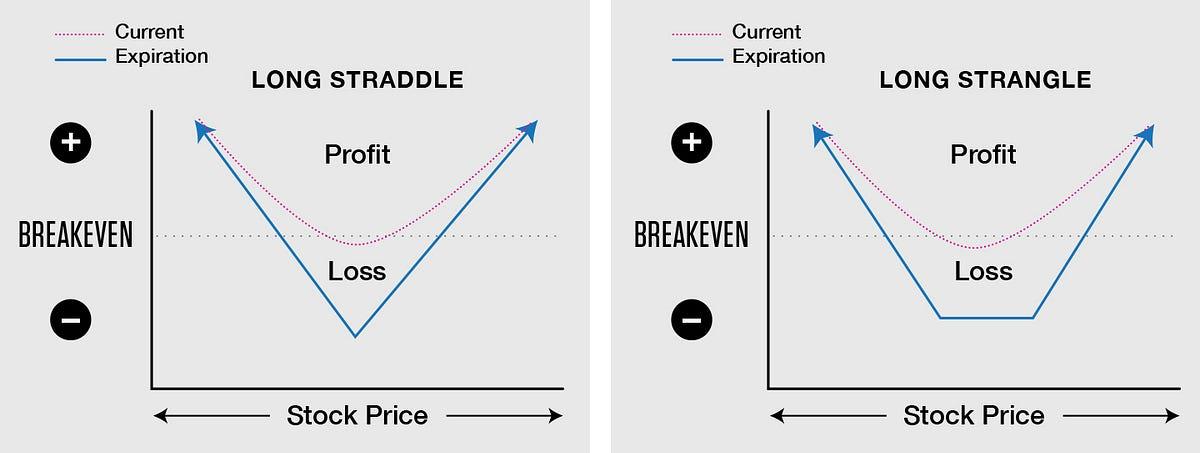 Current
Expiration
LONG STRADDLE
+
Profit
BREAKEVEN
Loss
−
Stock Price
Current
Expiration
LONG STRANGLE
+
Profit
BREAKEVEN
Loss
−
Stock Price